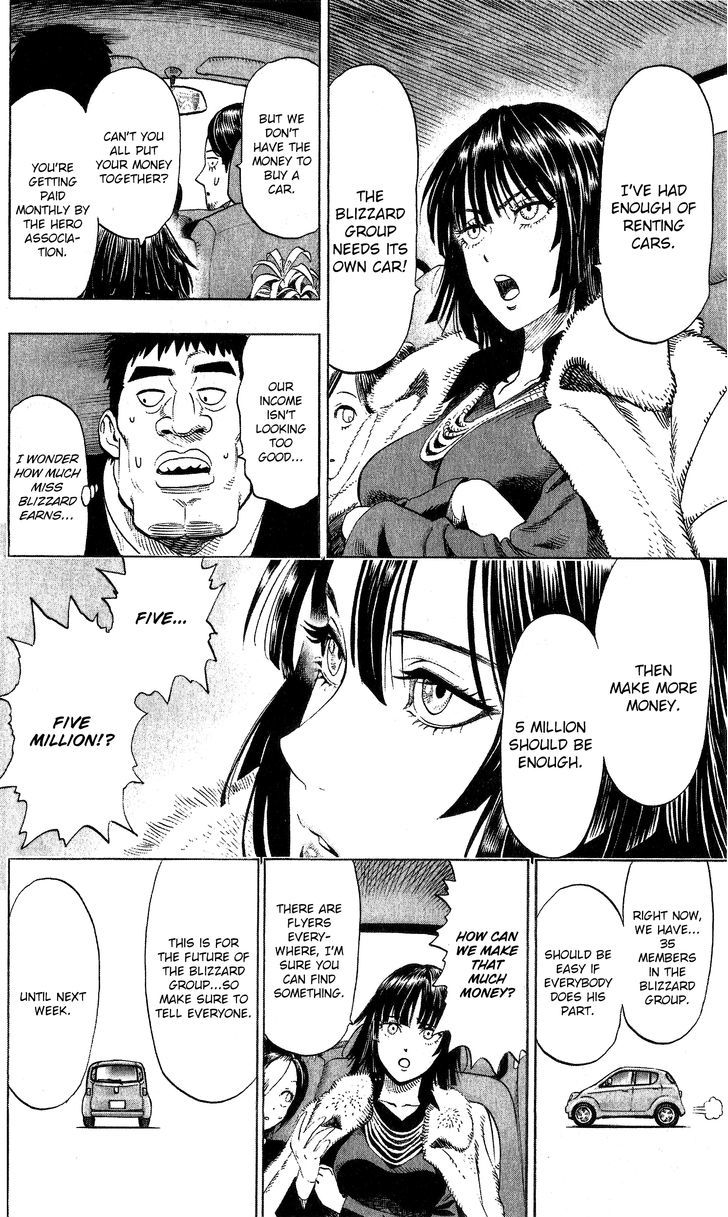 I'VE HAD
ENOUGH OF
RENTING
CARS.
THE
BLIZZARD
GROUP
NEEDS ITS
OWN CAR!
BUT WE
DON'T
HAVE THE
MONEY TO
BUY A
CAR.
CAN'T YOU
ALL PUT
YOUR MONEY
TOGETHER?
YOU'RE
GETTING
PAID
MONTHLY BY
THE HERO
ASSOCIA-
TION.
OUR
INCOME
ISN'T
LOOKING
TOO
GOOD...
I WONDER
HOW MUCH
MISS
BLIZZARD
EARNS...
THEN
MAKE MORE
MONEY.
5 MILLION
SHOULD BE
ENOUGH.
FIVE...
FIVE
MILLION!?
RIGHT NOW,
WE HAVE...
35
MEMBERS
IN THE
BLIZZARD
GROUP.
SHOULD
BE
EASY IF
EVERYBODY
DOES HIS
PART.
HOW CAN
WE MAKE
THAT
MUCH
MONEY?
THERE ARE
FLYERS
EVERY-
WHERE, I'M
SURE YOU
CAN FIND
SOMETHING.
THIS IS FOR
THE FUTURE OF
THE BLIZZARD
GROUP...SO
MAKE SURE TO
TELL EVERYONE.
UNTIL NEXT
WEEK.